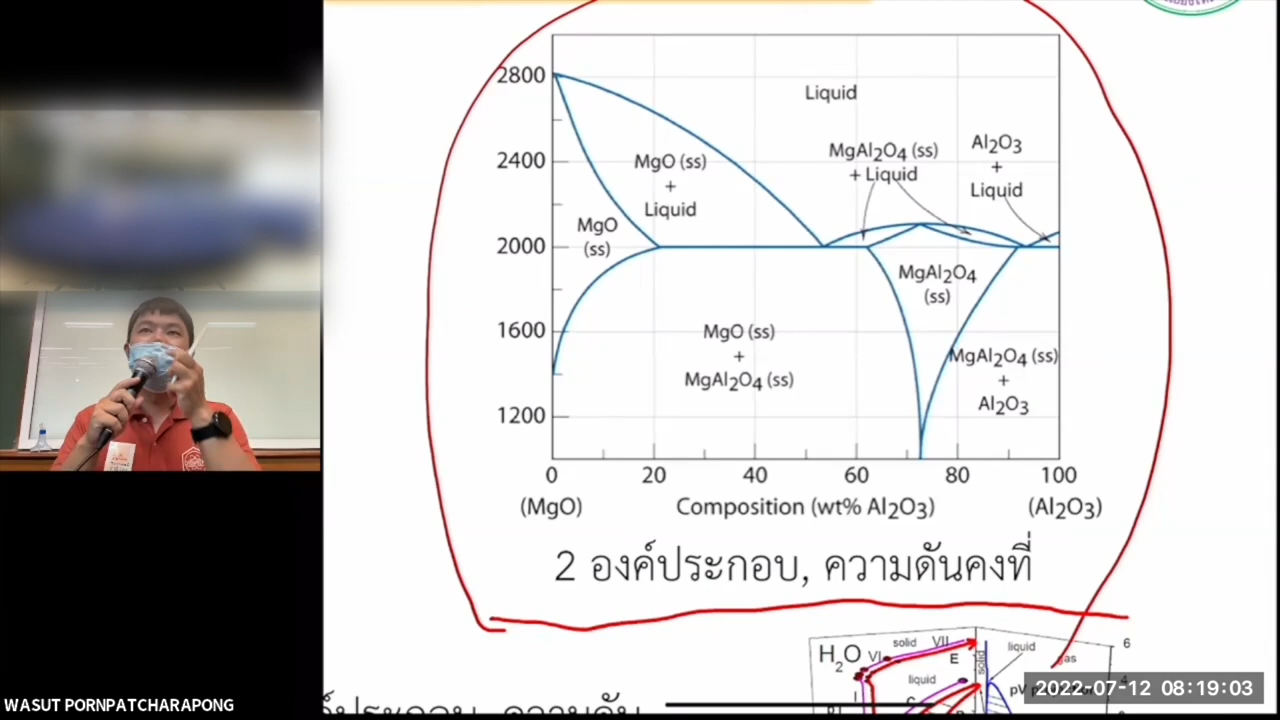 2800
Liquid
MgAl2O4 (ss)
+ Liquid
Al2O3
+
Liquid
2400
MgO (ss)
+
Liquid
MgO
(ss)
2000
MgAl2O4
(ss)
1600
MgO (ss)
+
MgAl2O4 (ss)
MgAl2O4 (ss)
+
Al2O3
1200
0 20 40 60 80 100
(MgO) Composition (wt% Al2O3) (Al2O3)
2 องค์ประกอบ, ความดันคงที่
H2O VI solid VII E solid liquid gas 6
liquid 4
2022-07-12 08:19:03
WASUT PORNPATCHARAPONG